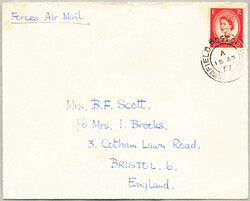 Forces Air Mail
FIELD POST OFFICE
A
15 AP
57
Mrs. B.F. Scott.
c/o Mrs. I. Brooks,
3. Cotham Lawn Road,
BRISTOL. 6.
England.